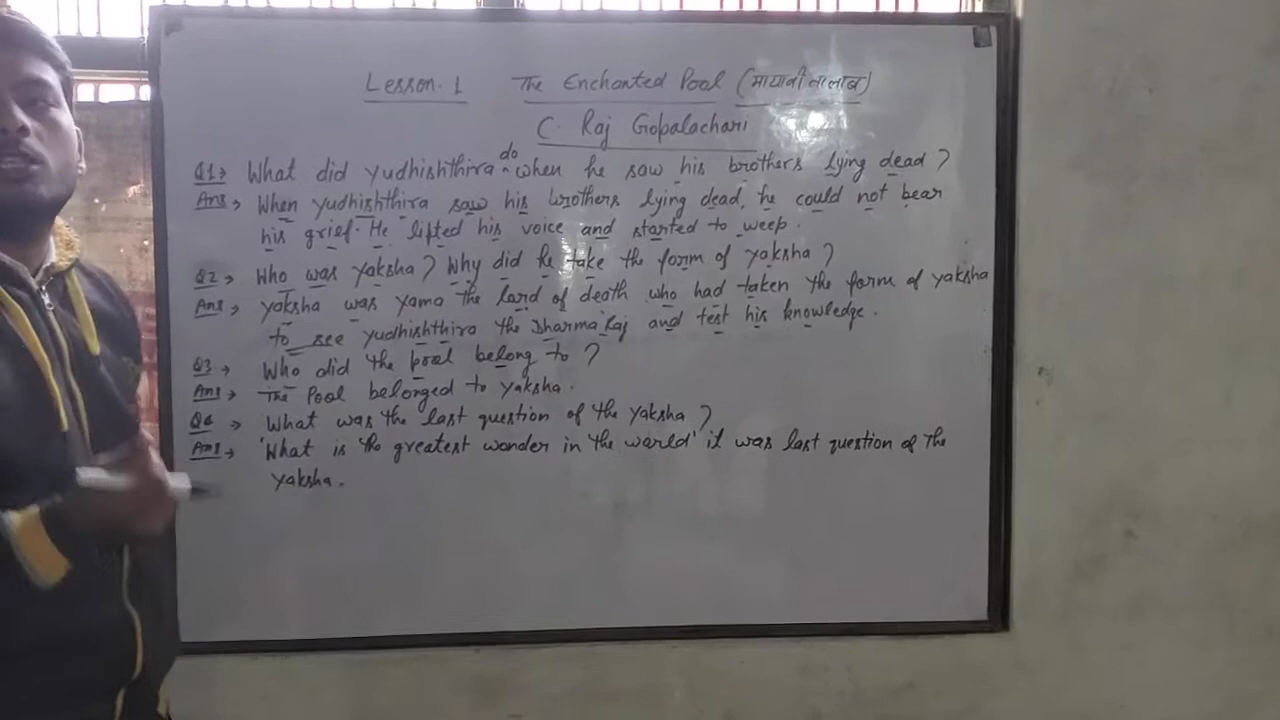 Lesson. 1 The Enchanted Pool (मायावी तालाब)
C. Raj Gopalachari
Q1→ What did yudhishthira do when he saw his brothers lying dead?
Ans→ When yudhishthira saw his brothers lying dead, he could not bear
his grief. He lifted his voice and started to weep.
Q2→ Who was yaksha? Why did he take the form of yaksha?
Ans→ yaksha was yama the lord of death who had taken the form of yaksha
to see yudhishthira the Dharma Raj and test his knowledge.
Q3→ Who did the pool belong to?
Ans→ The Pool belonged to yaksha.
Q4→ What was the last question of the yaksha?
Ans→ 'What is the greatest wonder in the world' it was last question of the
yaksha.